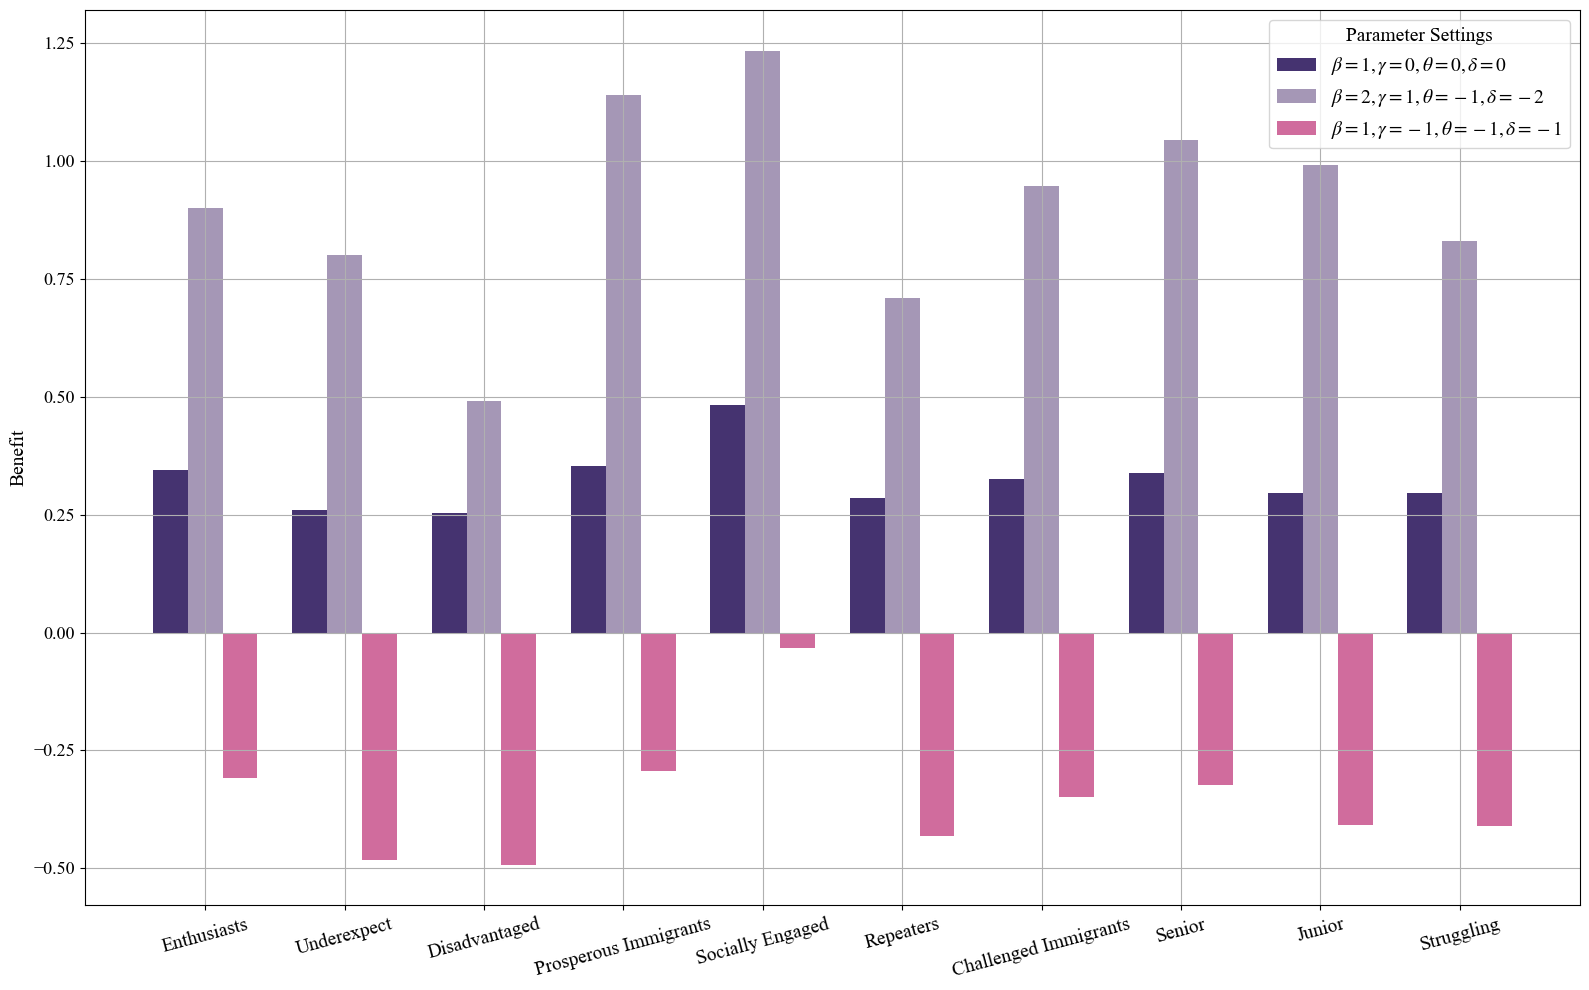 Parameter Settings
β=1, γ=0, θ=0, δ=0
β=2, γ=1, θ=−1, δ=−2
β=1, γ=−1, θ=−1, δ=−1
1.25
1.00
0.75
0.50
0.25
0.00
−0.25
−0.50
Benefit
Enthusiasts
Underexpect
Disadvantaged
Prosperous Immigrants
Socially Engaged
Repeaters
Challenged Immigrants
Senior
Junior
Struggling